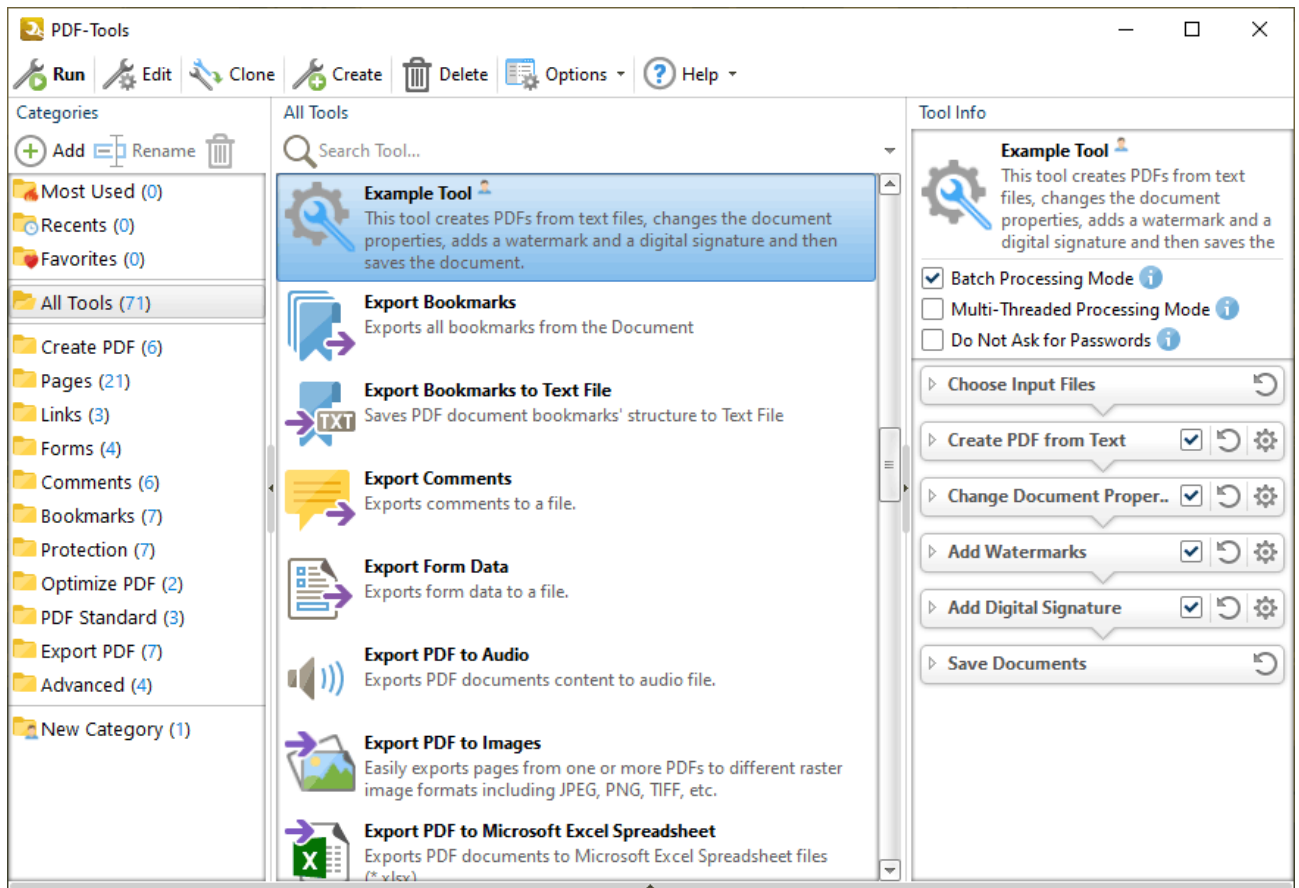 PDF-Tools
Run Edit Clone Create Delete Options Help
Categories
Add Rename
Most Used (0)
Recents (0)
Favorites (0)
All Tools (71)
Create PDF (6)
Pages (21)
Links (3)
Forms (4)
Comments (6)
Bookmarks (7)
Protection (7)
Optimize PDF (2)
PDF Standard (3)
Export PDF (7)
Advanced (4)
New Category (1)
All Tools
Search Tool...
Example Tool
This tool creates PDFs from text files, changes the document
properties, adds a watermark and a digital signature and then
saves the document.
Export Bookmarks
Exports all bookmarks from the Document
Export Bookmarks to Text File
TXT
Saves PDF document bookmarks' structure to Text File
Export Comments
Exports comments to a file.
Export Form Data
Exports form data to a file.
Export PDF to Audio
Exports PDF documents content to audio file.
Export PDF to Images
Easily exports pages from one or more PDFs to different raster
image formats including JPEG, PNG, TIFF, etc.
Export PDF to Microsoft Excel Spreadsheet
X
Exports PDF documents to Microsoft Excel Spreadsheet files
(*.xlsx)
Tool Info
Example Tool
This tool creates PDFs from text
files, changes the document
properties, adds a watermark and a
digital signature and then saves the
Batch Processing Mode
Multi-Threaded Processing Mode
Do Not Ask for Passwords
Choose Input Files
Create PDF from Text
Change Document Proper..
Add Watermarks
Add Digital Signature
Save Documents